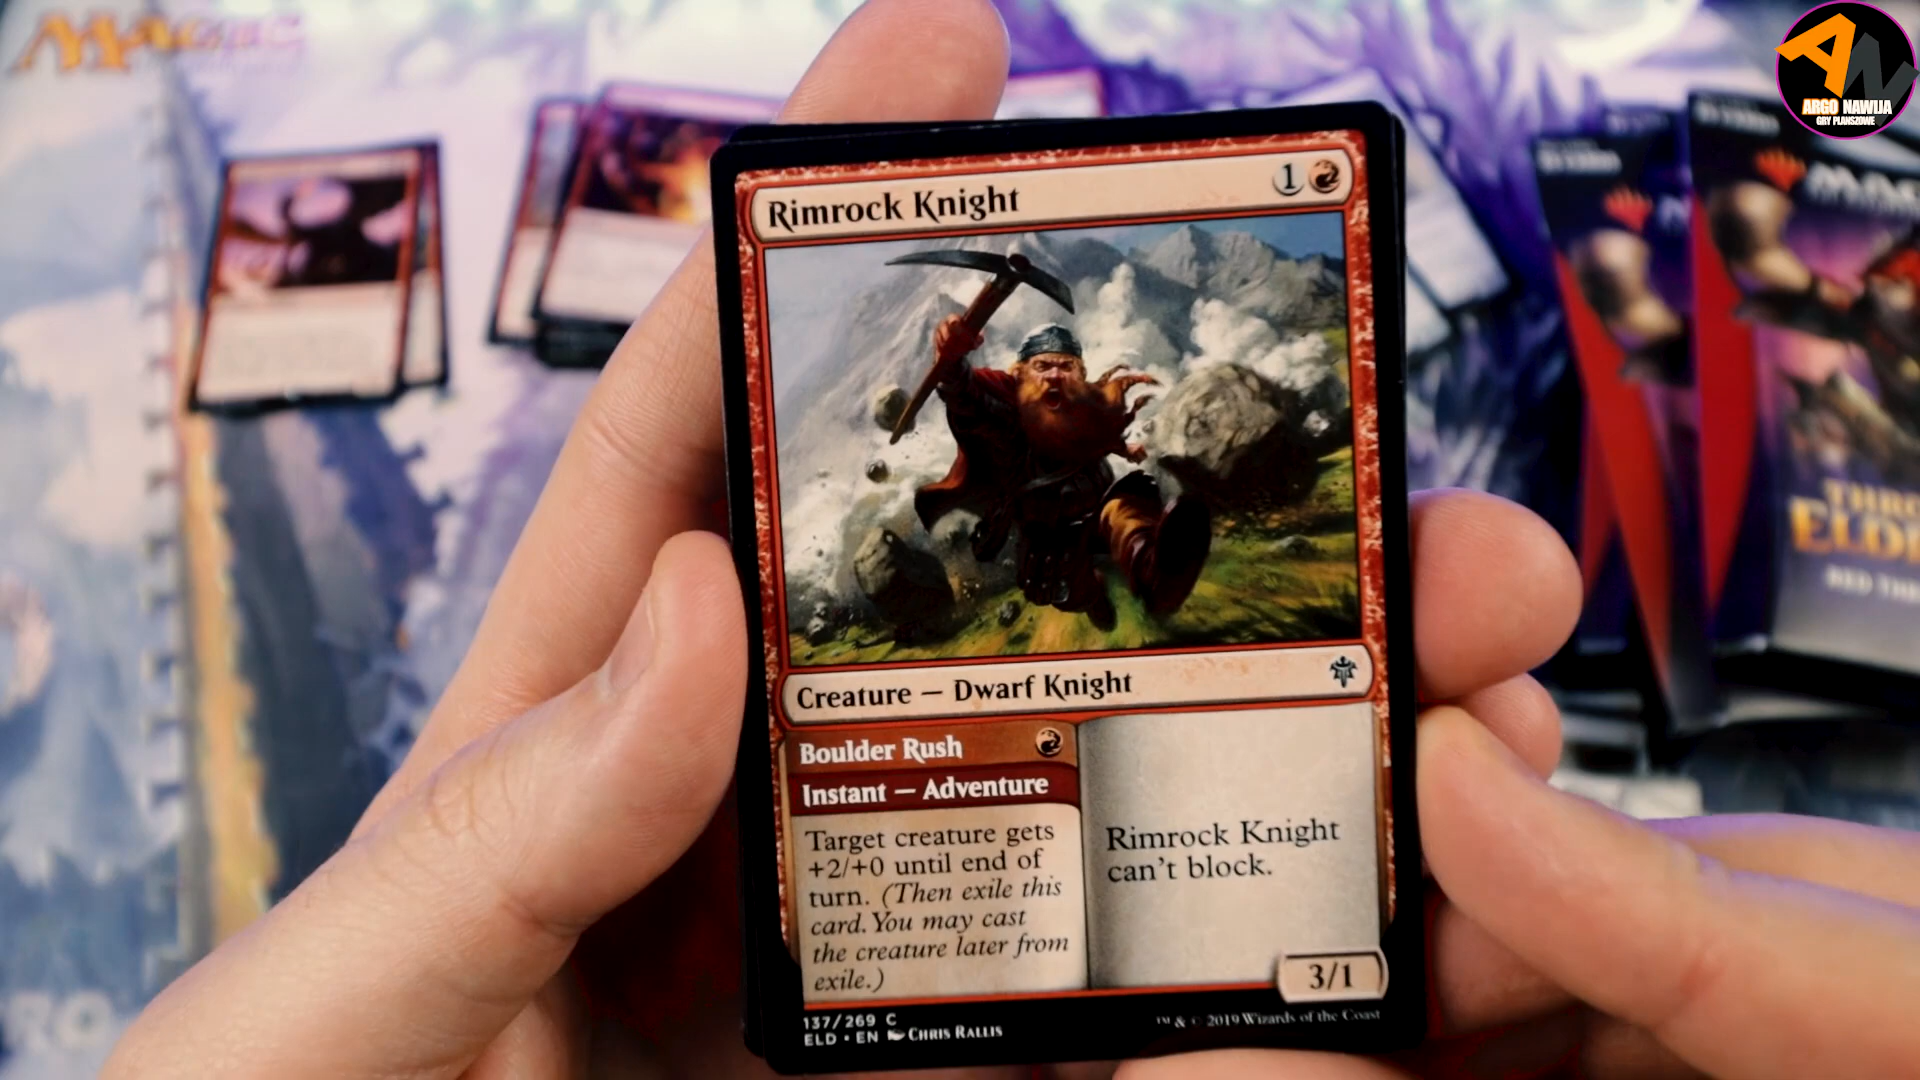 Magic
ARGO NAWIJA
GRY PLANSZOWE
Rimrock Knight
1
Creature — Dwarf Knight
Boulder Rush
Instant — Adventure
Target creature gets
+2/+0 until end of
turn. (Then exile this
card. You may cast
the creature later from
exile.)
Rimrock Knight
can't block.
3/1
137/269 C
ELD • EN CHRIS RALLIS
™ & © 2019 Wizards of the Coast